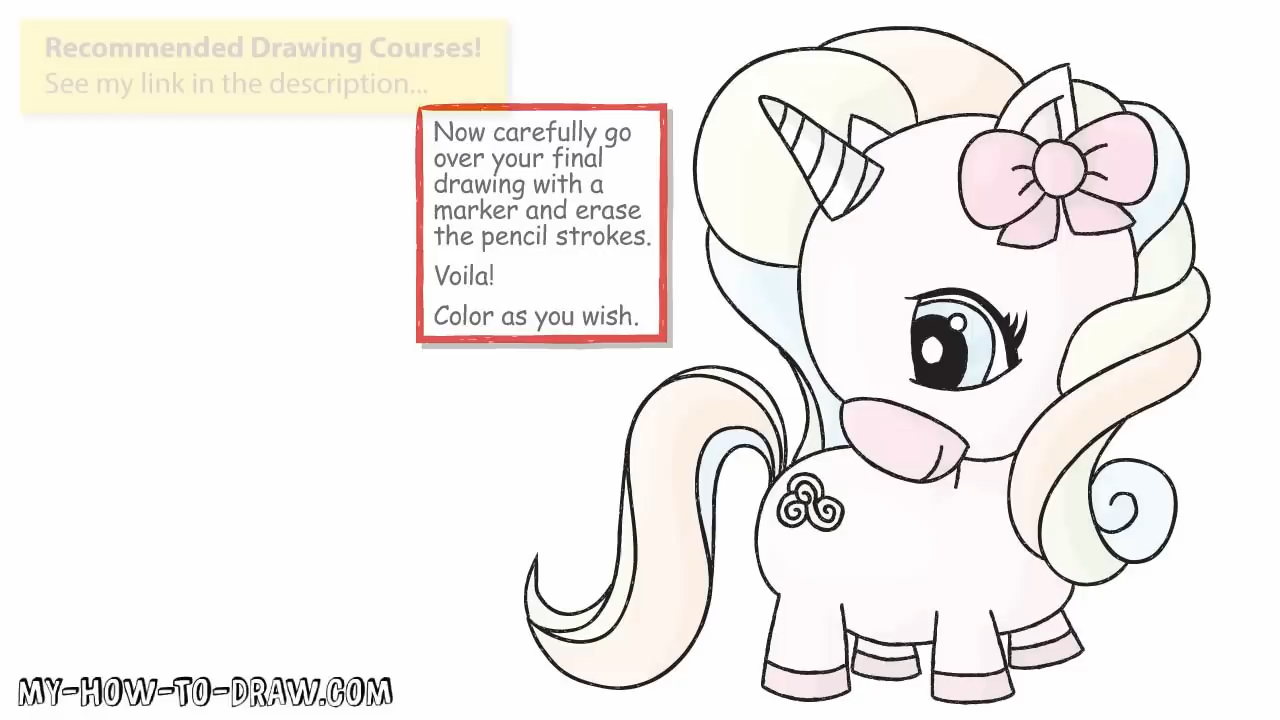 Recommended Drawing Courses!
See my link in the description...
Now carefully go
over your final
drawing with a
marker and erase
the pencil strokes.
Voila!
Color as you wish.
MY-HOW-TO-DRAW.COM